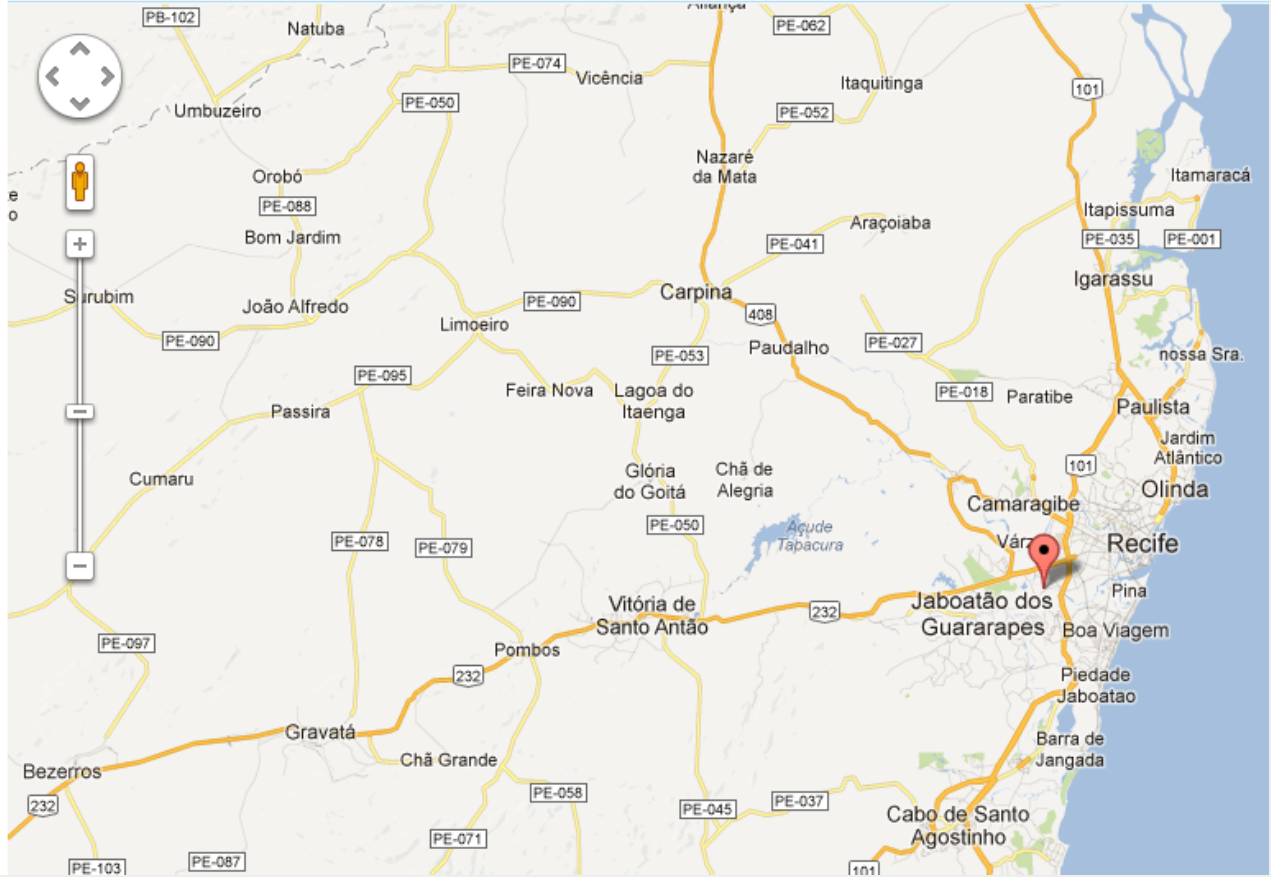 Aliança
PB-102
PE-062
Natuba
PE-074
Vicência
Itaquitinga
101
PE-050
Umbuzeiro
PE-052
Nazaré
da Mata
Orobó
Itamaracá
PE-088
Itapissuma
Araçoiaba
Bom Jardim
PE-041
PE-035
PE-001
Igarassu
Carpina
Surubim
João Alfredo
PE-090
408
Limoeiro
PE-090
PE-027
Paudalho
PE-053
nossa Sra.
PE-095
Feira Nova
Lagoa do
Itaenga
PE-018
Paratibe
Passira
Paulista
Jardim
Atlântico
101
Cumaru
Glória
do Goitá
Chã de
Alegria
Olinda
Camaragibe
PE-050
Açude
Tapacura
PE-078
PE-079
Recife
Pina
Vitória de
Santo Antão
232
Jaboatão dos
Guararapes
Boa Viagem
PE-097
Pombos
232
Piedade
Jaboatao
Gravatá
Barra de
Jangada
Chã Grande
Bezerros
232
PE-058
PE-045
PE-037
Cabo de Santo
Agostinho
PE-071
PE-103
PE-087
101